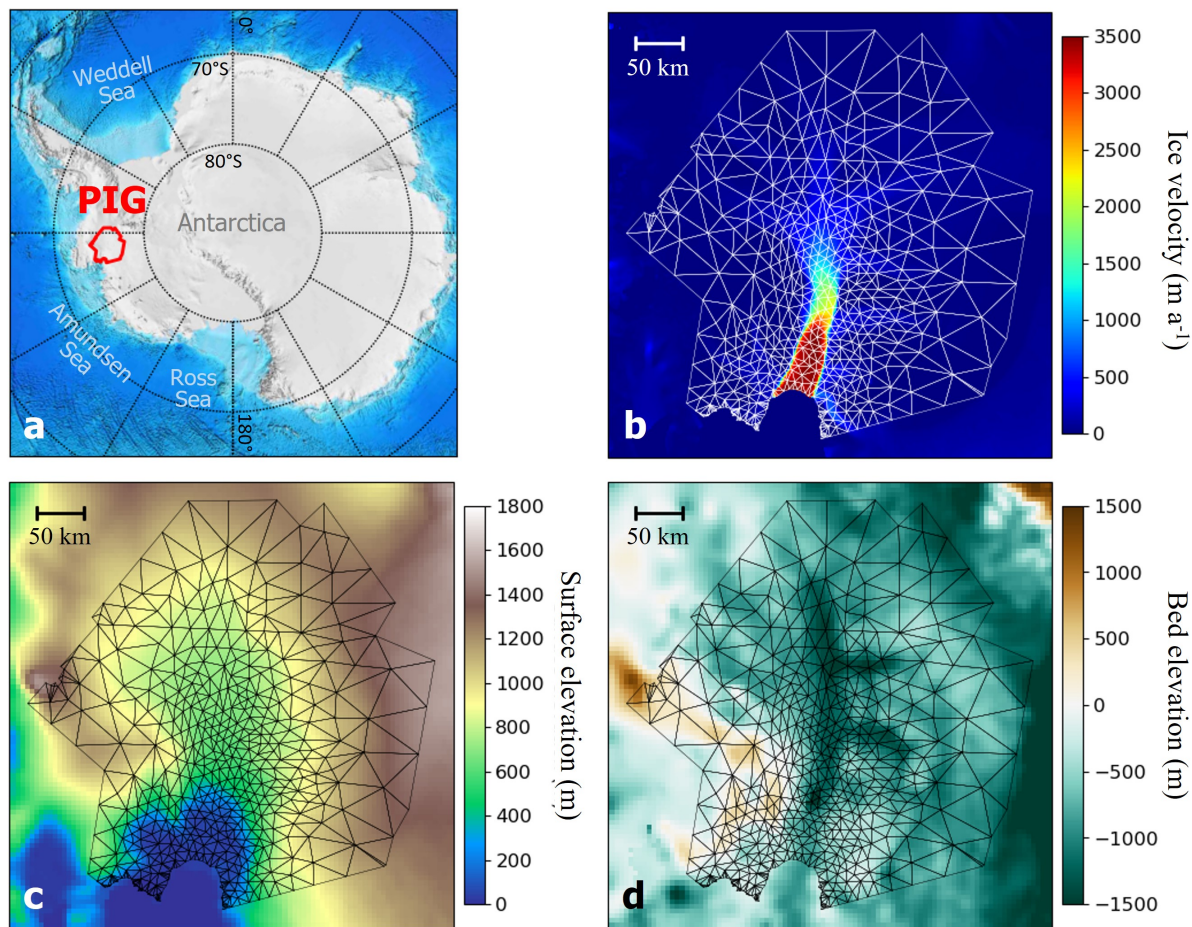 0°
70°S
Weddell
Sea
80°S
PIG
Antarctica
Amundsen
Sea
Ross
Sea
180°
a
50 km
b
3500
3000
2500
2000
1500
1000
500
0
Ice velocity (m a⁻¹)
50 km
c
1800
1600
1400
1200
1000
800
600
400
200
0
Surface elevation (m)
50 km
d
1500
1000
500
0
−500
−1000
−1500
Bed elevation (m)